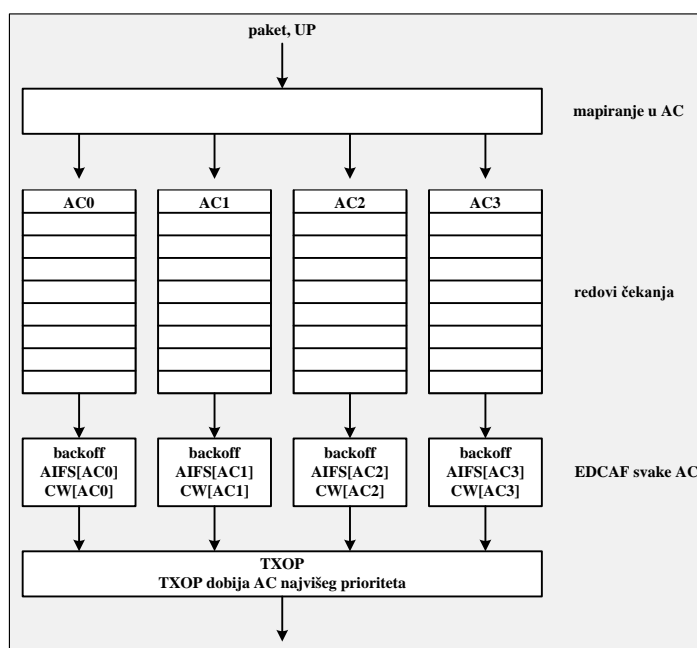 paket, UP
mapiranje u AC
AC0
AC1
AC2
AC3
redovi čekanja
backoff
AIFS[AC0]
CW[AC0]
backoff
AIFS[AC1]
CW[AC1]
backoff
AIFS[AC2]
CW[AC2]
backoff
AIFS[AC3]
CW[AC3]
EDCAF svake AC
TXOP
TXOP dobija AC najvišeg prioriteta